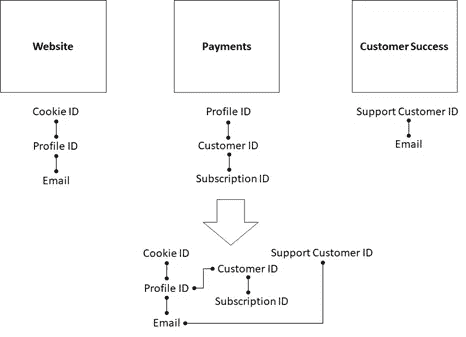 Website
Payments
Customer Success
Cookie ID
Profile ID
Email
Profile ID
Customer ID
Subscription ID
Support Customer ID
Email
Cookie ID
Support Customer ID
Customer ID
Profile ID
Subscription ID
Email